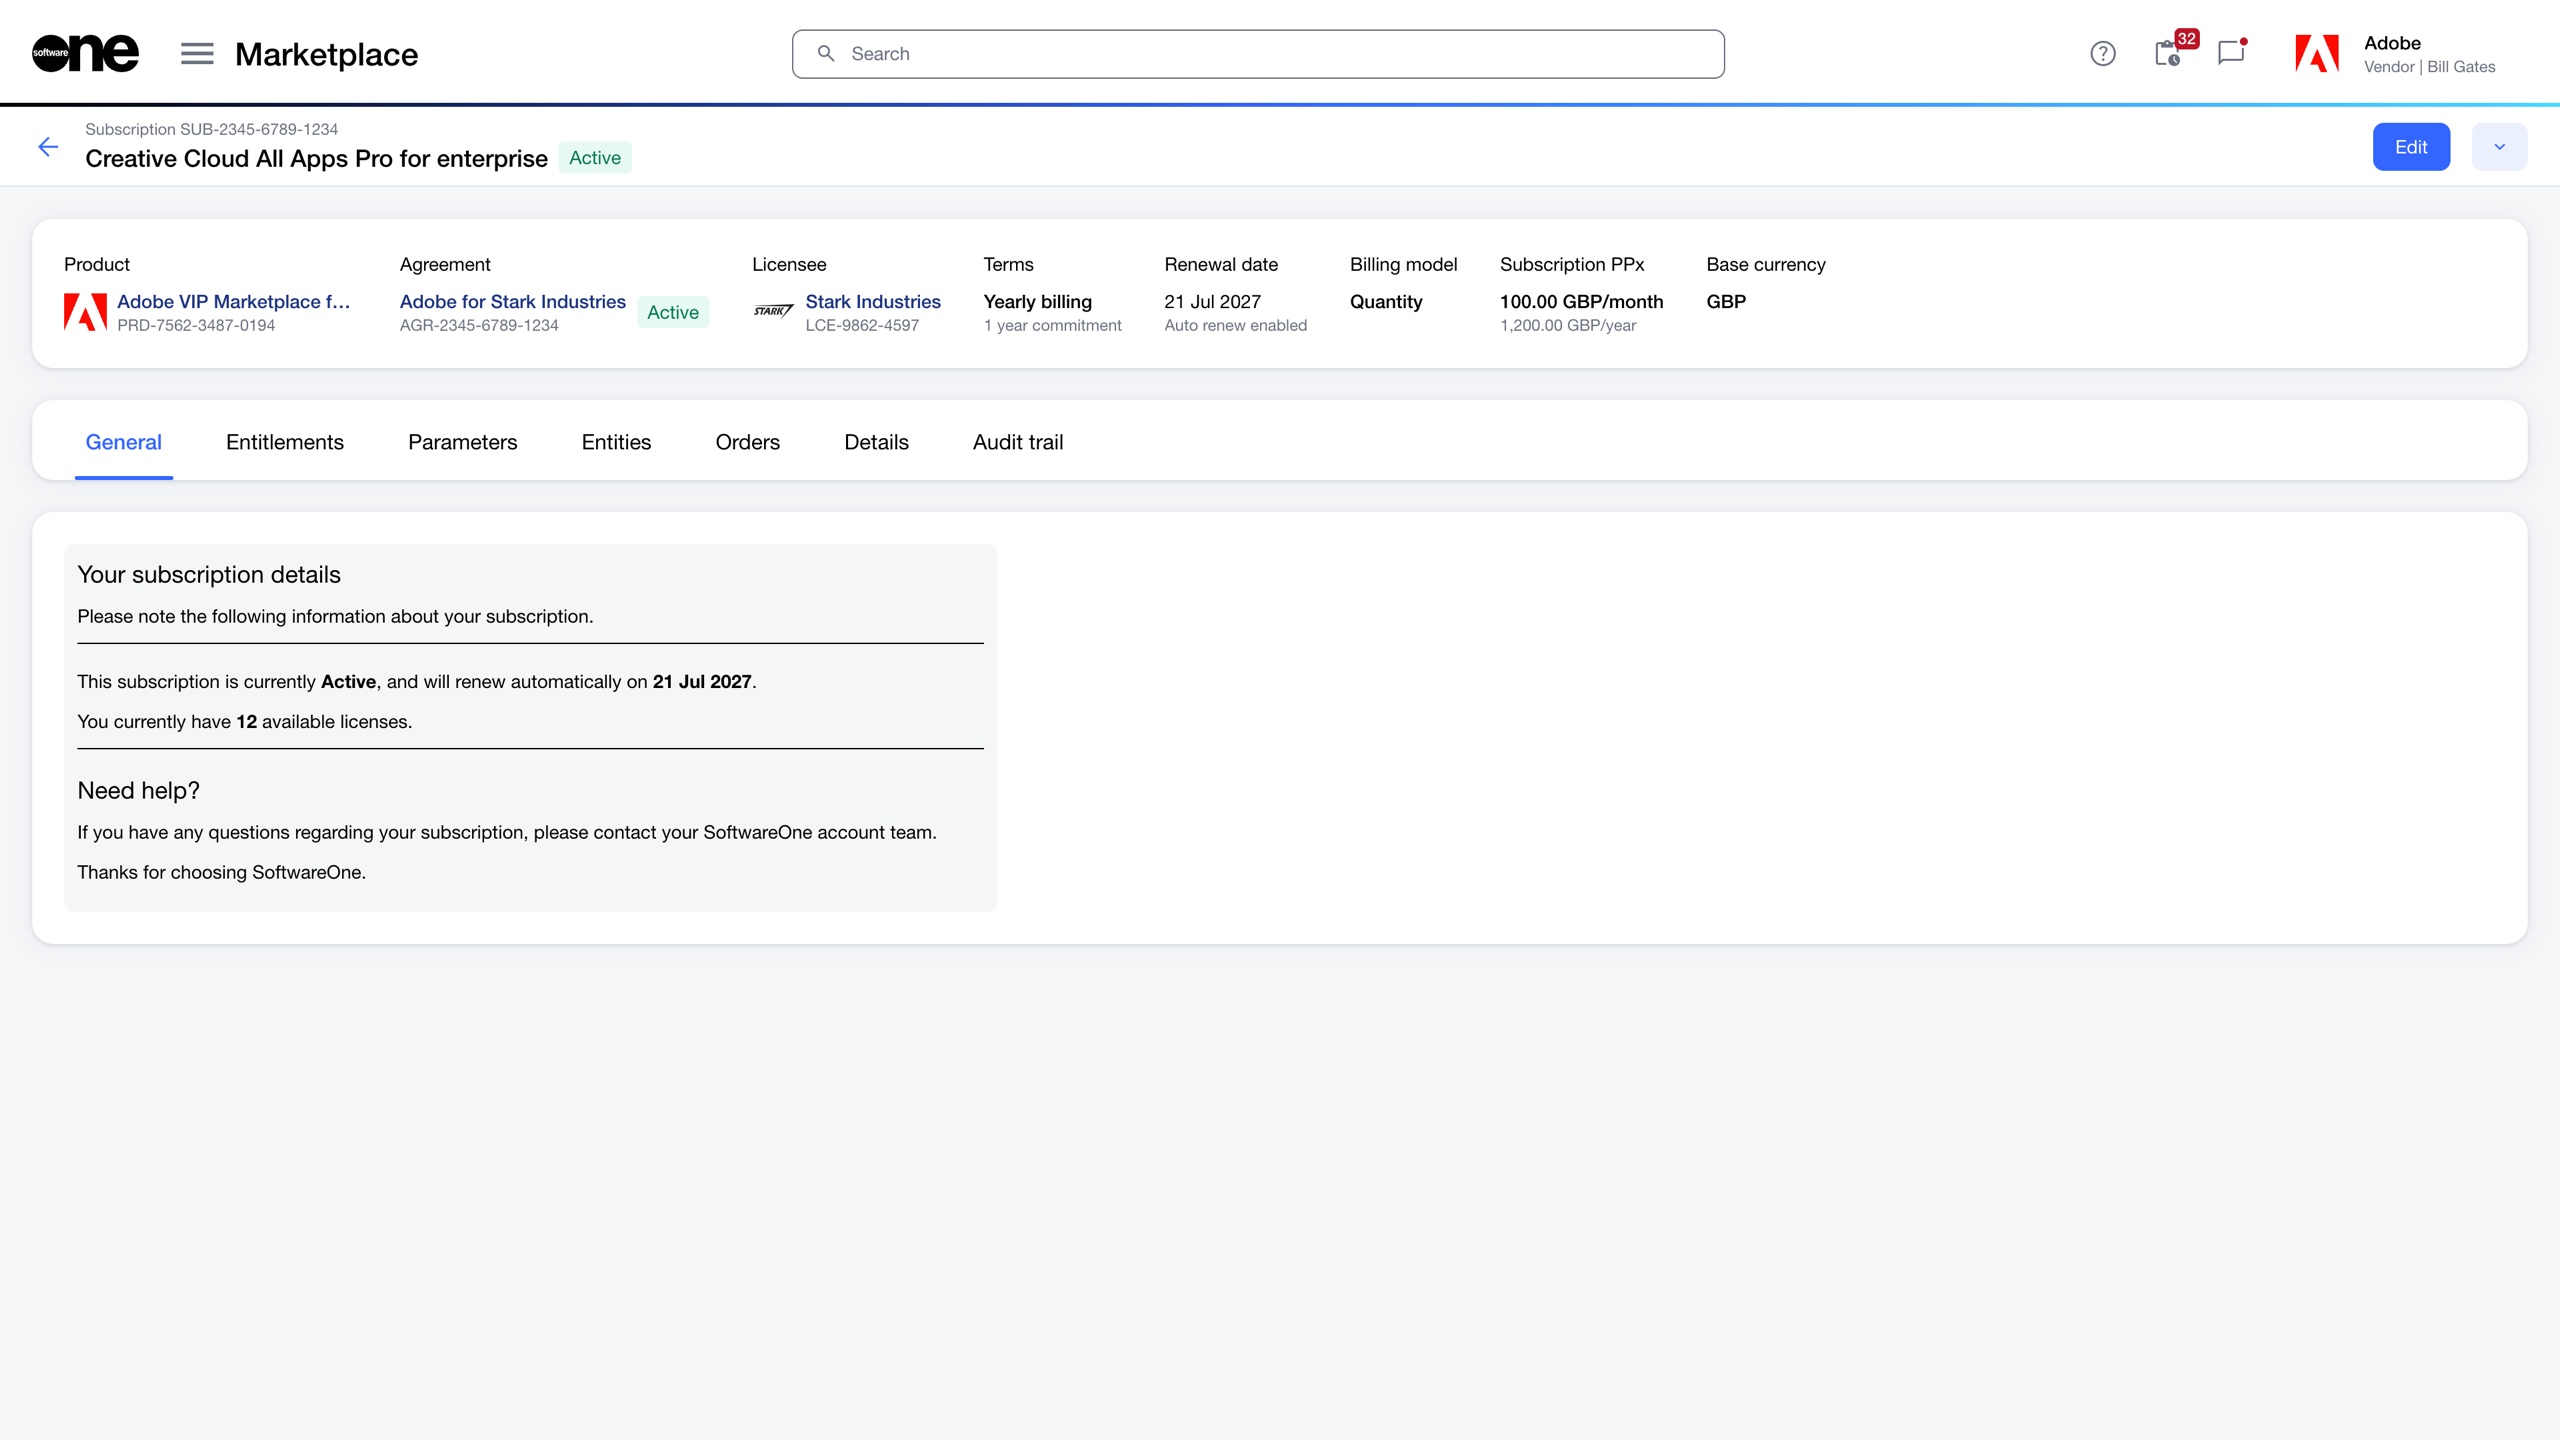 software one
Marketplace
Search
32
Adobe
Vendor | Bill Gates
Subscription SUB-2345-6789-1234
Creative Cloud All Apps Pro for enterprise
Active
Edit
Product
Adobe VIP Marketplace f...
PRD-7562-3487-0194
Agreement
Adobe for Stark Industries
AGR-2345-6789-1234
Active
Licensee
STARK
Stark Industries
LCE-9862-4597
Terms
Yearly billing
1 year commitment
Renewal date
21 Jul 2027
Auto renew enabled
Billing model
Quantity
Subscription PPx
100.00 GBP/month
1,200.00 GBP/year
Base currency
GBP
General
Entitlements
Parameters
Entities
Orders
Details
Audit trail
Your subscription details
Please note the following information about your subscription.
This subscription is currently Active, and will renew automatically on 21 Jul 2027.
You currently have 12 available licenses.
Need help?
If you have any questions regarding your subscription, please contact your SoftwareOne account team.
Thanks for choosing SoftwareOne.